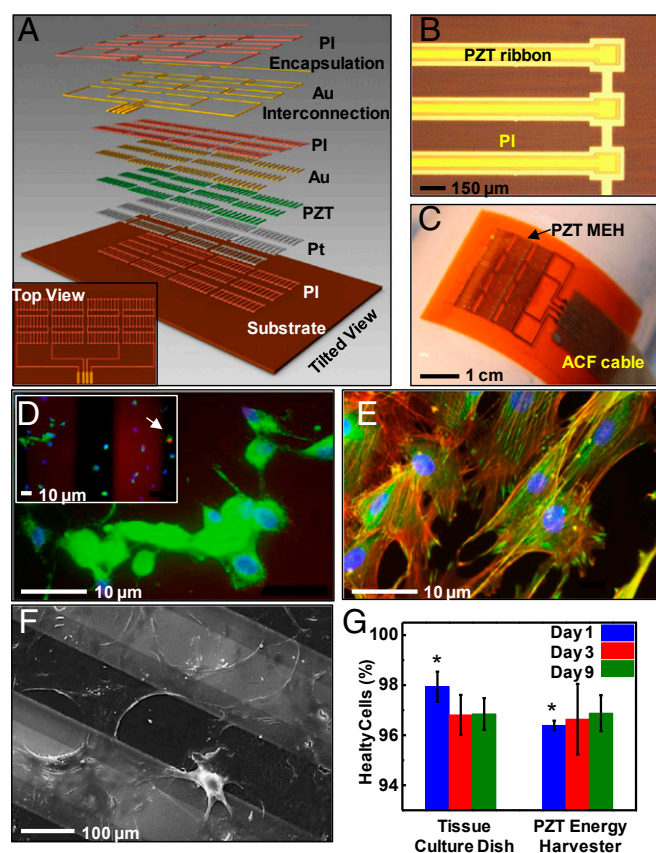 A
PI
Encapsulation
Au
Interconnection
PI
Au
PZT
Pt
PI
Substrate
Tilted View
Top View
B
PZT ribbon
PI
150 µm
C
PZT MEH
ACF cable
1 cm
D
10 µm
10 µm
E
10 µm
F
100 µm
G
Healty Cells (%)
100
98
96
94
Day 1
Day 3
Day 9
*
*
Tissue
Culture Dish
PZT Energy
Harvester